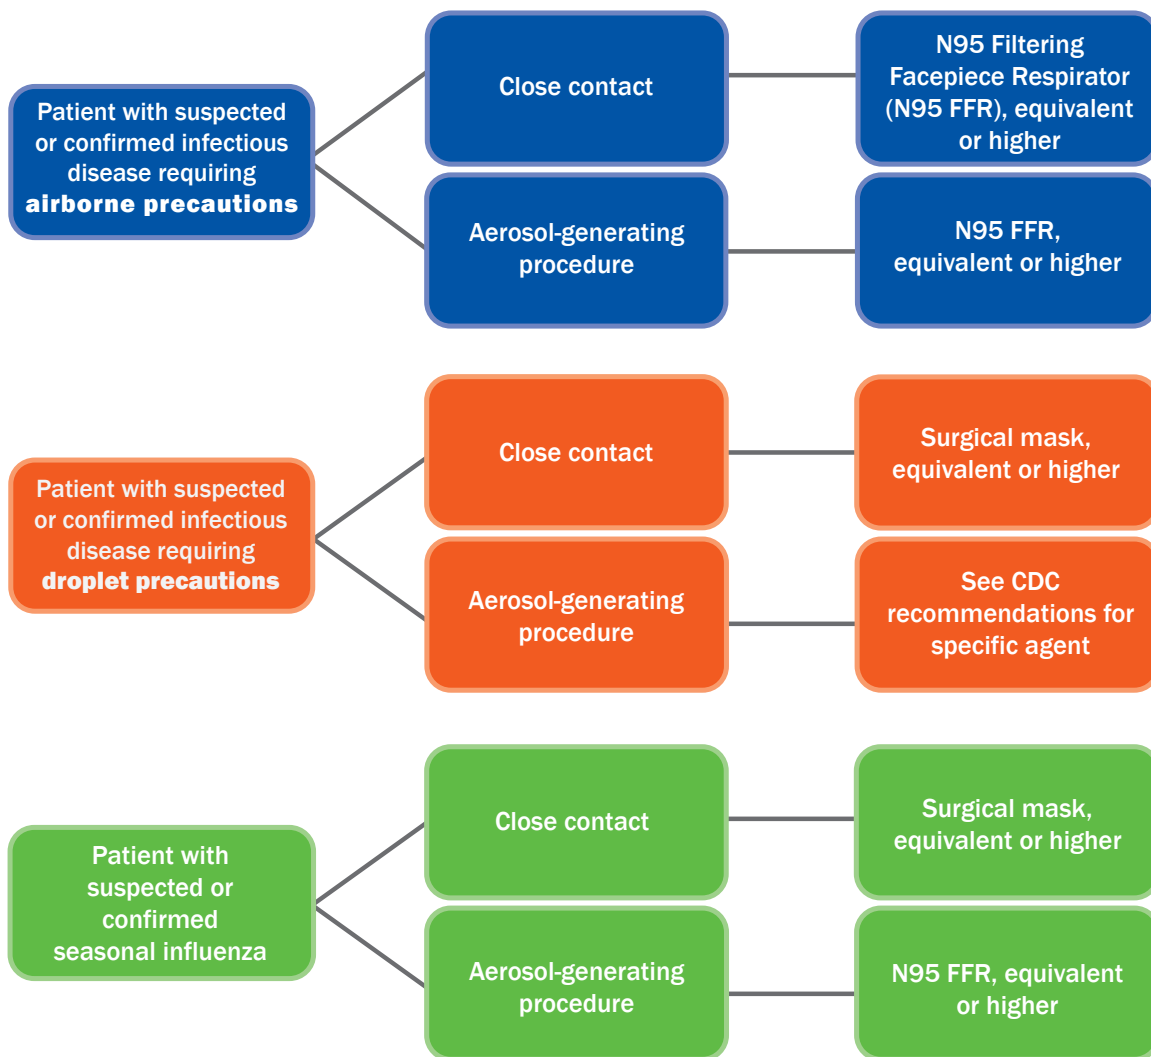 Patient with suspected
or confirmed infectious
disease requiring
airborne precautions
Close contact
N95 Filtering
Facepiece Respirator
(N95 FFR), equivalent
or higher
Aerosol-generating
procedure
N95 FFR,
equivalent or higher
Patient with suspected
or confirmed infectious
disease requiring
droplet precautions
Close contact
Surgical mask,
equivalent or higher
Aerosol-generating
procedure
See CDC
recommendations for
specific agent
Patient with
suspected or
confirmed
seasonal influenza
Close contact
Surgical mask,
equivalent or higher
Aerosol-generating
procedure
N95 FFR, equivalent
or higher